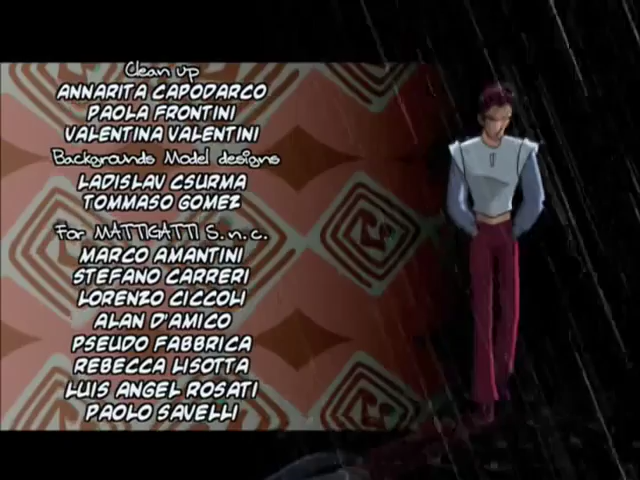 Clean up
ANNARITA CAPODARCO
PAOLA FRONTINI
VALENTINA VALENTINI
Backgrounds Model designs
LADISLAV CSURMA
TOMMASO GOMEZ
For MATTIGATTI S.n.c.
MARCO AMANTINI
STEFANO CARRERI
LORENZO CICCOLI
ALAN D'AMICO
PSEUDO FABBRICA
REBECCA LISOTTA
LUIS ANGEL ROSATI
PAOLO SAVELLI